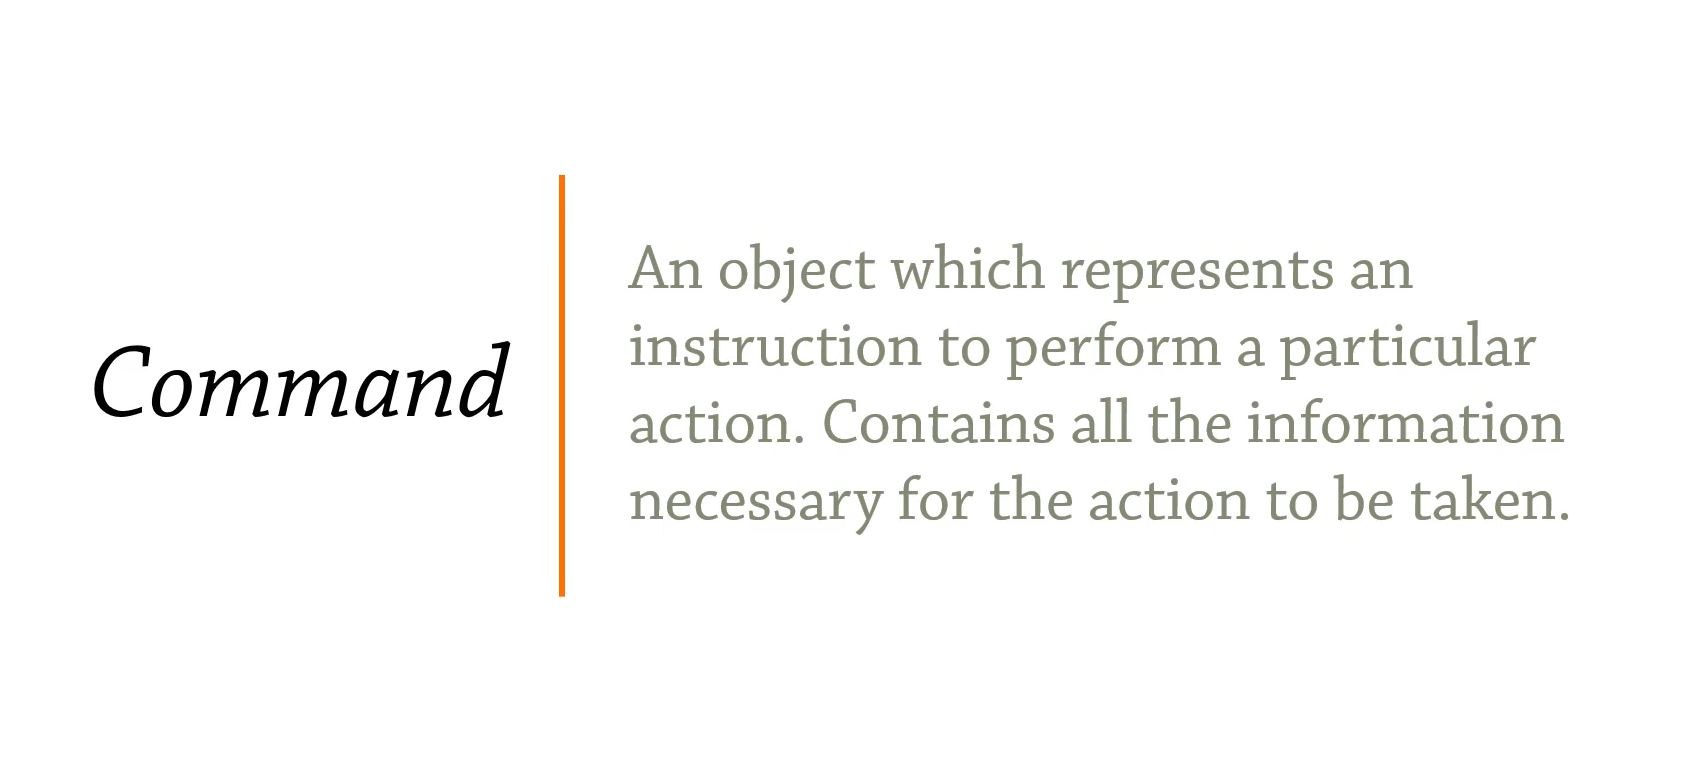 Command
An object which represents an
instruction to perform a particular
action. Contains all the information
necessary for the action to be taken.